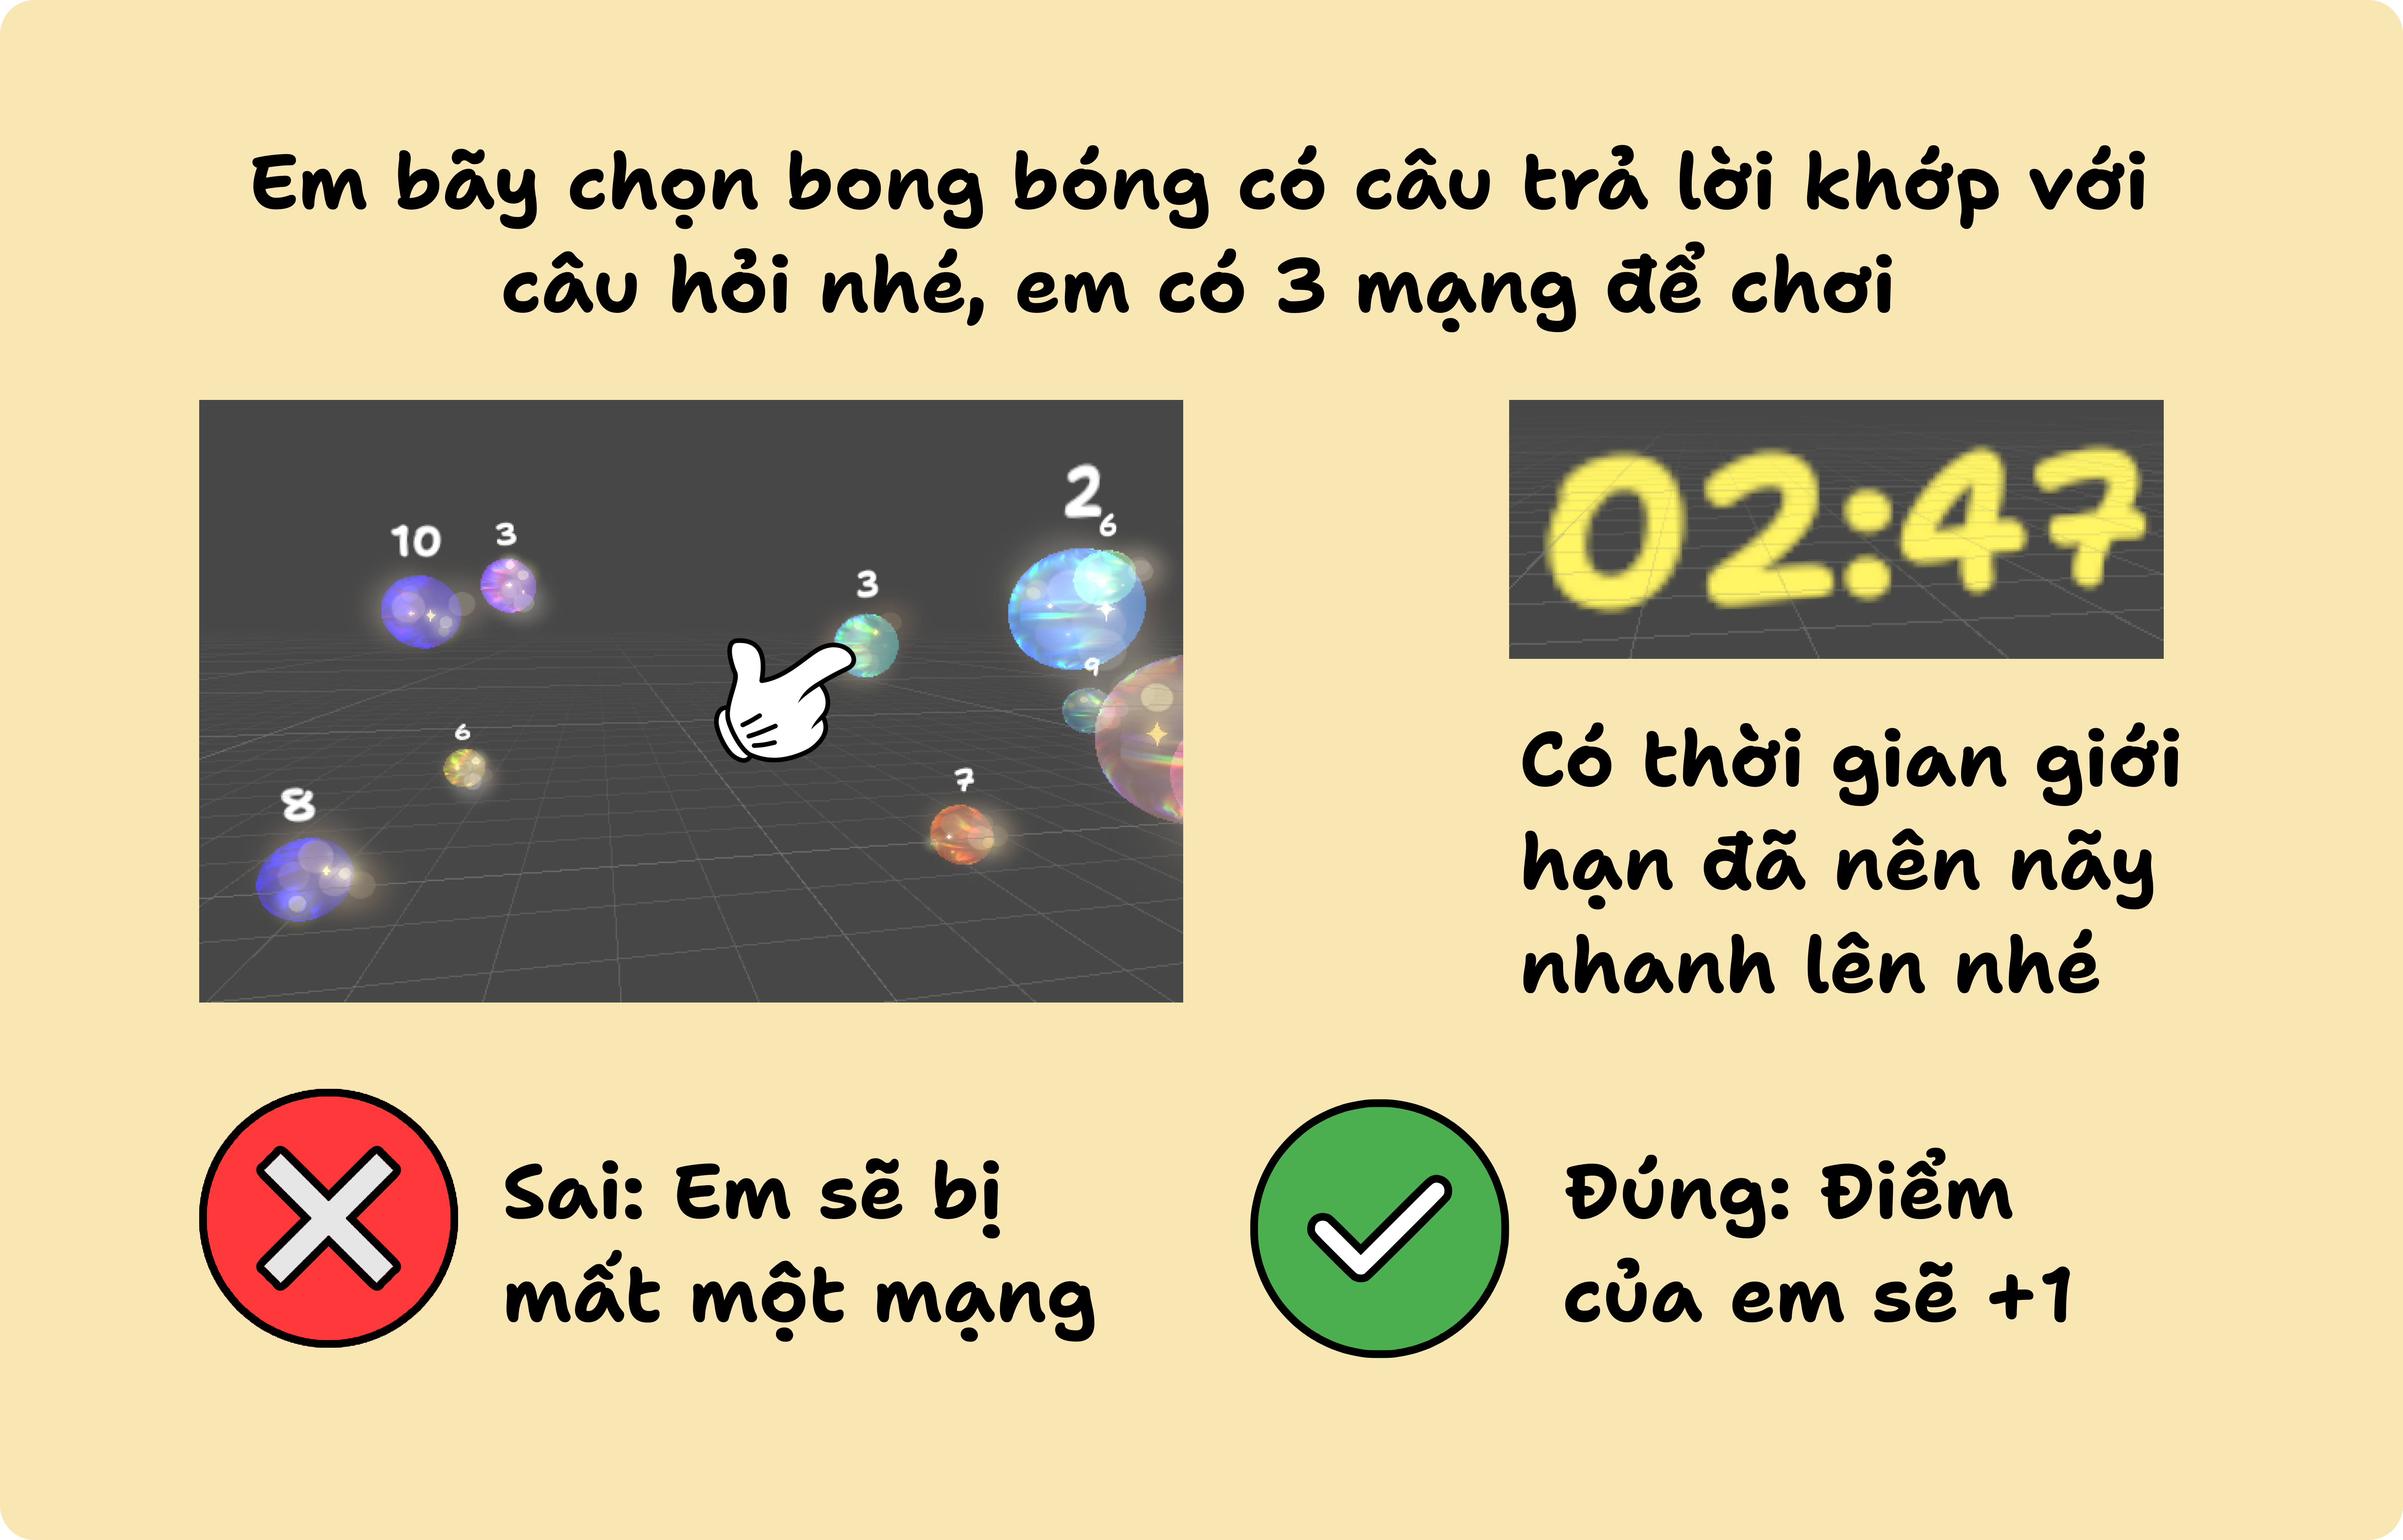 Em bãy chọn bong bóng có câu trả lời khớp với
câu hỏi nhé, em có 3 mạng để chơi
10
3
3
2
6
9
6
8
7
02:47
Có thời gian giới
hạn đã nên nãy
nhanh lên nhé
Sai: Em sẽ bị
mất một mạng
Đúng: Điểm
của em sẽ +1